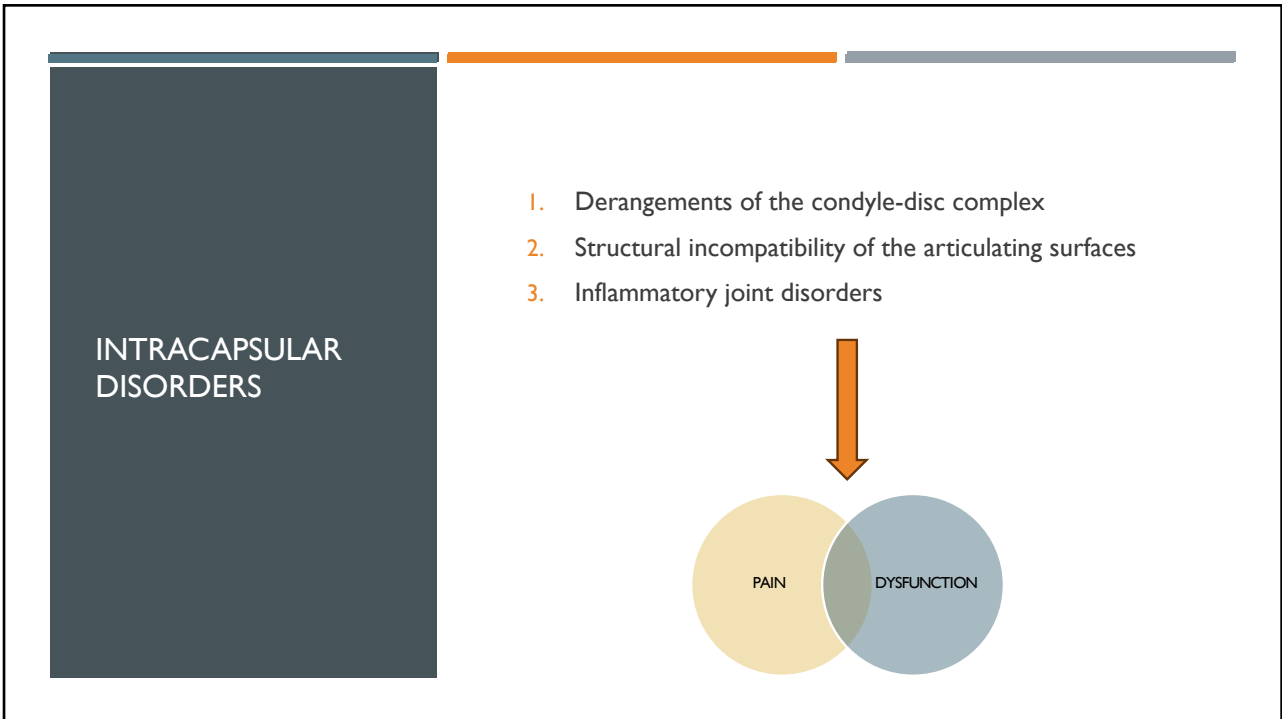 INTRACAPSULAR
DISORDERS
1. Derangements of the condyle-disc complex
2. Structural incompatibility of the articulating surfaces
3. Inflammatory joint disorders
PAIN
DYSFUNCTION